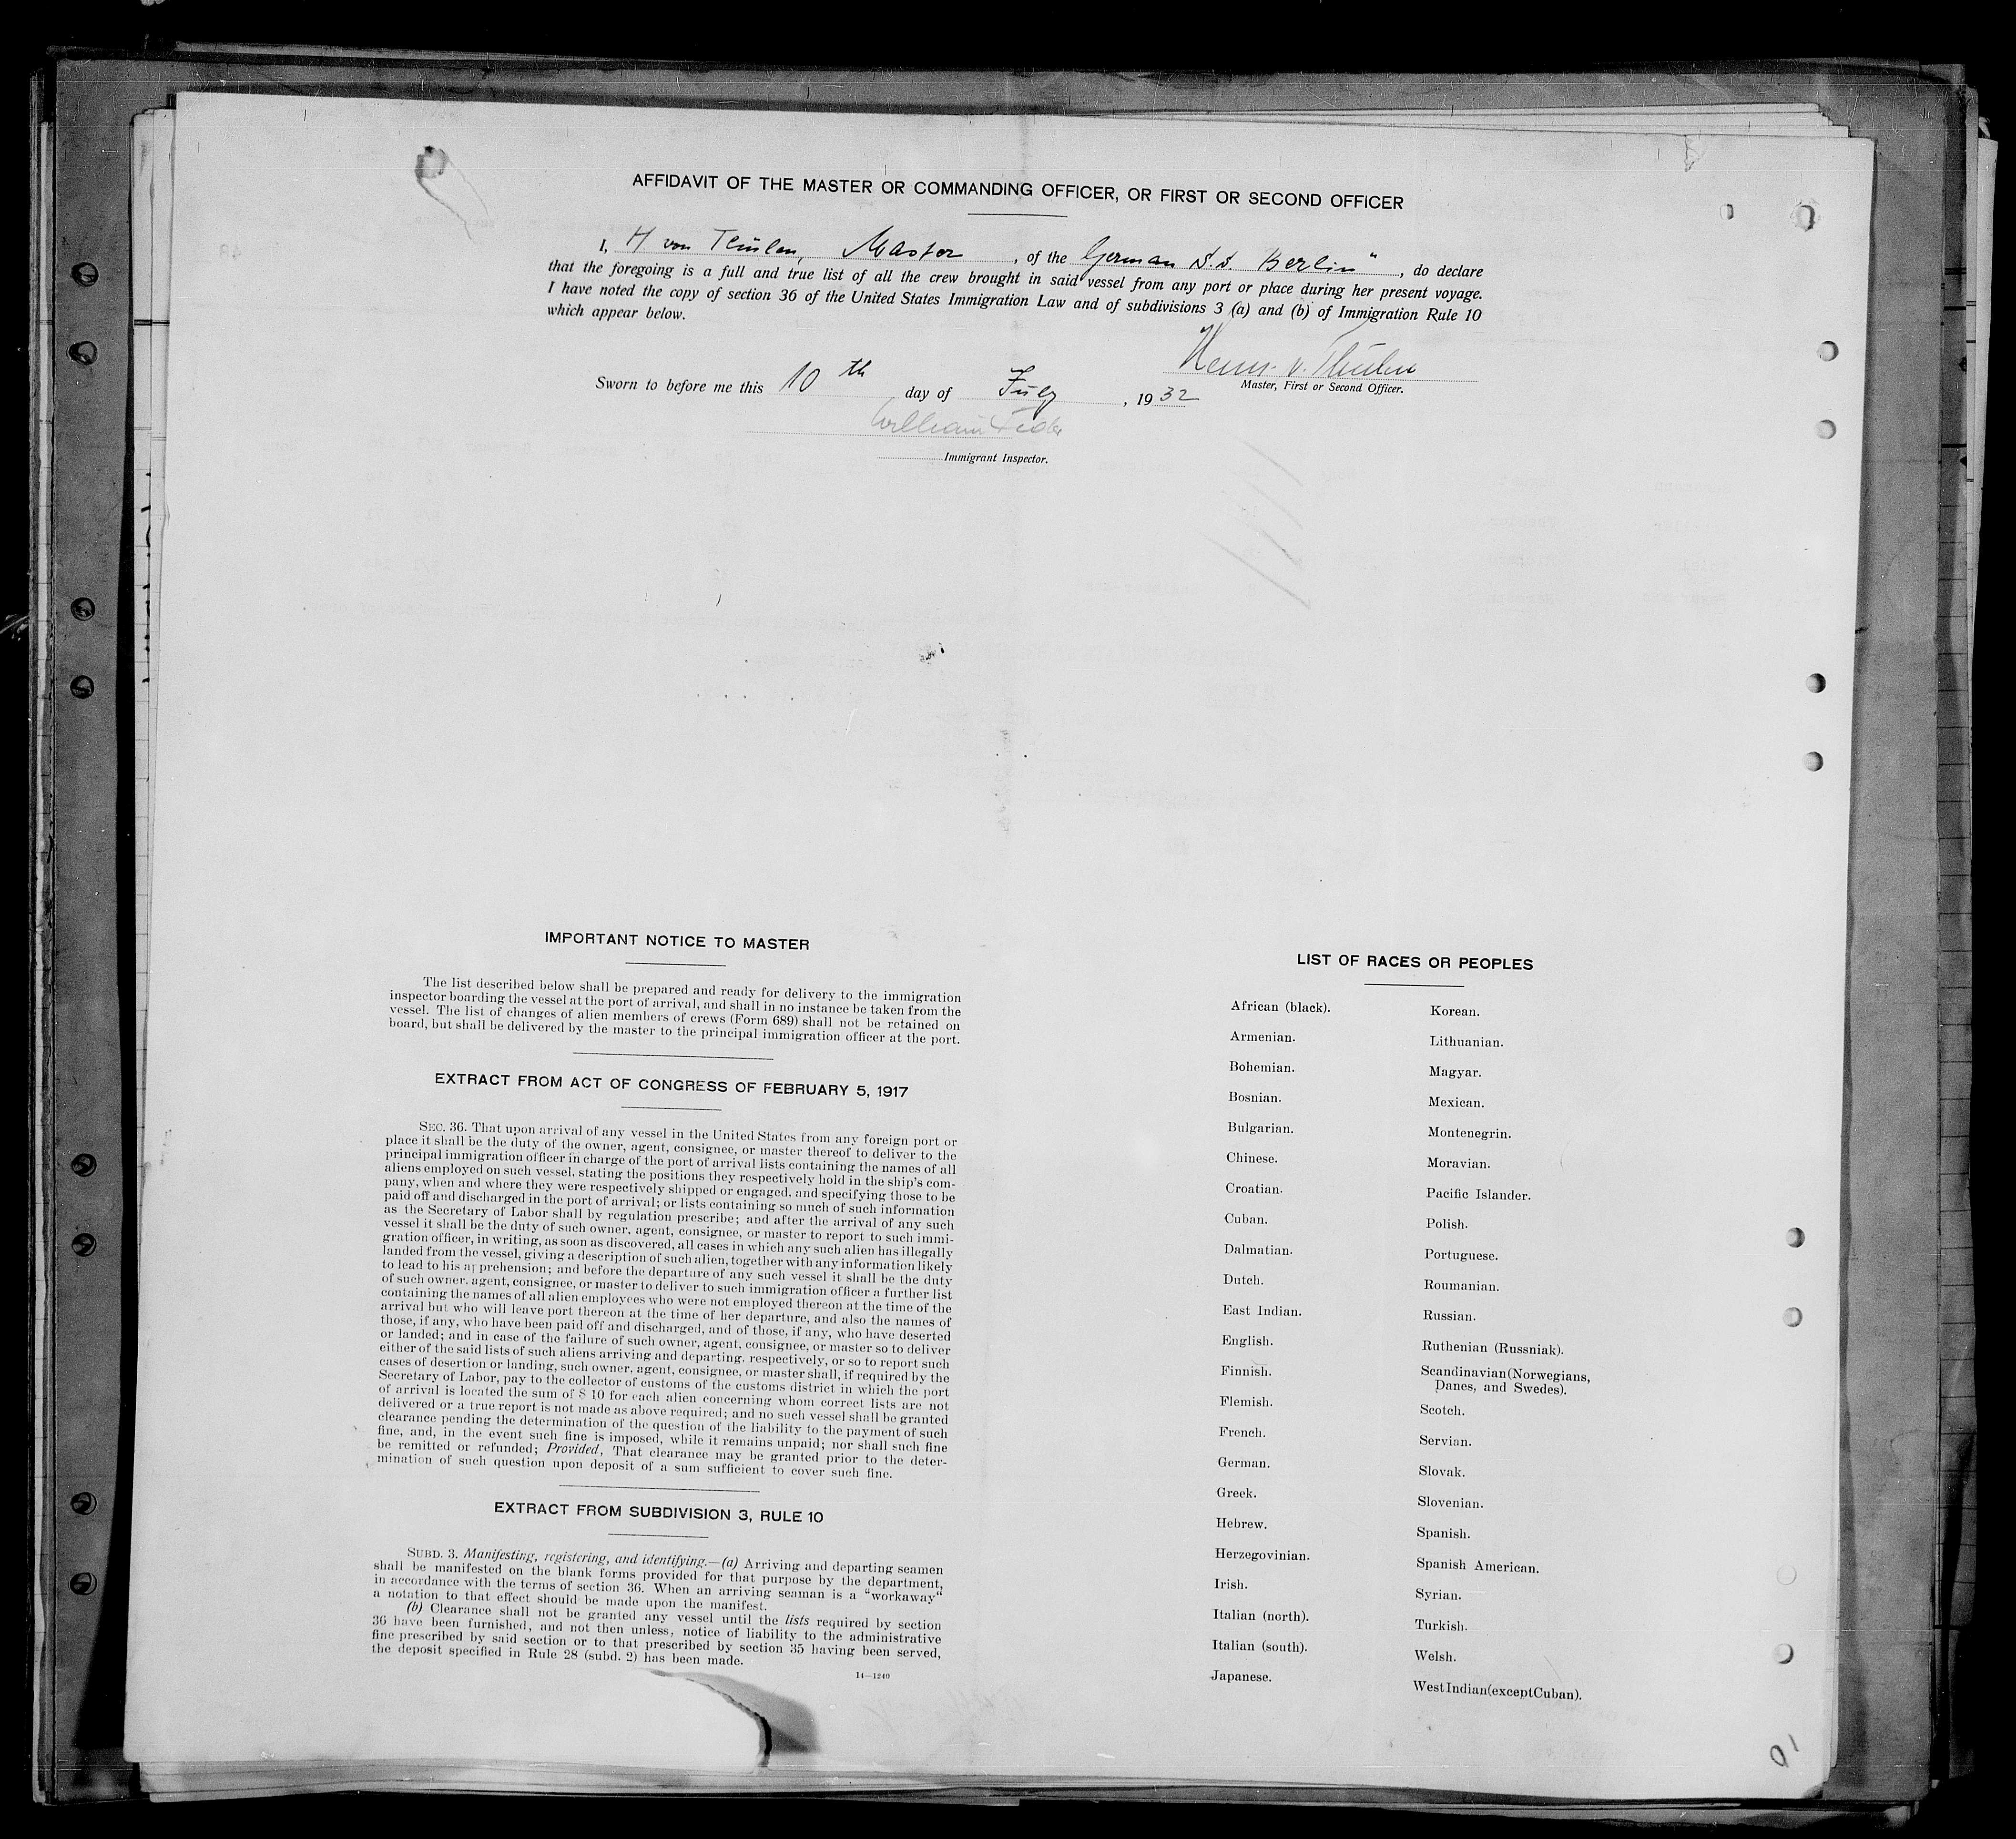 AFFIDAVIT OF THE MASTER OR COMMANDING OFFICER, OR FIRST OR SECOND OFFICER
I, H von Thülen, Master, of the German S.S. Berlin", do declare
that the foregoing is a full and true list of all the crew brought in said vessel from any port or place during her present voyage.
I have noted the copy of section 36 of the United States Immigration Law and of subdivisions 3 (a) and (b) of Immigration Rule 10
which appear below.
v. Thülen
Master, First or Second Officer.
Sworn to before me this 10th day of July, 1932
William
Immigrant Inspector.
IMPORTANT NOTICE TO MASTER
The list described below shall be prepared and ready for delivery to the immigration
inspector boarding the vessel at the port of arrival, and shall in no instance be taken from the
vessel. The list of changes of alien members of crews (Form 689) shall not be retained on
board, but shall be delivered by the master to the principal immigration officer at the port.
EXTRACT FROM ACT OF CONGRESS OF FEBRUARY 5, 1917
SEC. 36. That upon arrival of any vessel in the United States from any foreign port or
place it shall be the duty of the owner, agent, consignee, or master thereof to deliver to the
principal immigration officer in charge of the port of arrival lists containing the names of all
aliens employed on such vessel, stating the positions they respectively hold in the ship's com-
pany, when and where they were respectively shipped or engaged, and specifying those to be
paid off and discharged in the port of arrival; or lists containing so much of such information
as the Secretary of Labor shall by regulation prescribe; and after the arrival of any such
vessel it shall be the duty of such owner, agent, consignee, or master to report to such immi-
gration officer, in writing, as soon as discovered, all cases in which any such alien has illegally
landed from the vessel, giving a description of such alien, together with any information likely
to lead to his apprehension; and before the departure of any such vessel it shall be the duty
of such owner, agent, consignee, or master to deliver to such immigration officer a further list
containing the names of all alien employees who were not employed thereon at the time of the
arrival but who will leave port thereon at the time of her departure, and also the names of
those, if any, who have been paid off and discharged, and of those, if any, who have deserted
or landed; and in case of the failure of such owner, agent, consignee, or master so to deliver
either of the said lists of such aliens arriving and departing, respectively, or so to report such
cases of desertion or landing, such owner, agent, consignee, or master shall, if required by the
Secretary of Labor, pay to the collector of customs of the customs district in which the port
of arrival is located the sum of $ 10 for each alien concerning whom correct lists are not
delivered or a true report is not made as above required; and no such vessel shall be granted
clearance pending the determination of the question of the liability to the payment of such
fine, and, in the event such fine is imposed, while it remains unpaid; nor shall such fine
be remitted or refunded; Provided, That clearance may be granted prior to the deter-
mination of such question upon deposit of a sum sufficient to cover such fine.
EXTRACT FROM SUBDIVISION 3, RULE 10
SUBD. 3. Manifesting, registering, and identifying.—(a) Arriving and departing seamen
shall be manifested on the blank forms provided for that purpose by the department,
in accordance with the terms of section 36. When an arriving seaman is a "workaway"
a notation to that effect should be made upon the manifest.
(b) Clearance shall not be granted any vessel until the lists required by section
36 have been furnished, and not then unless, notice of liability to the administrative
fine prescribed by said section or to that prescribed by section 35 having been served,
the deposit specified in Rule 28 (subd. 2) has been made.
14—1240
LIST OF RACES OR PEOPLES
African (black).
Armenian.
Bohemian.
Bosnian.
Bulgarian.
Chinese.
Croatian.
Cuban.
Dalmatian.
Dutch.
East Indian.
English.
Finnish.
Flemish.
French.
German.
Greek.
Hebrew.
Herzegovinian.
Irish.
Italian (north).
Italian (south).
Japanese.
Korean.
Lithuanian.
Magyar.
Mexican.
Montenegrin.
Moravian.
Pacific Islander.
Polish.
Portuguese.
Roumanian.
Russian.
Ruthenian (Russniak).
Scandinavian (Norwegians,
Danes, and Swedes).
Scotch.
Servian.
Slovak.
Slovenian.
Spanish.
Spanish American.
Syrian.
Turkish.
Welsh.
West Indian (except Cuban).